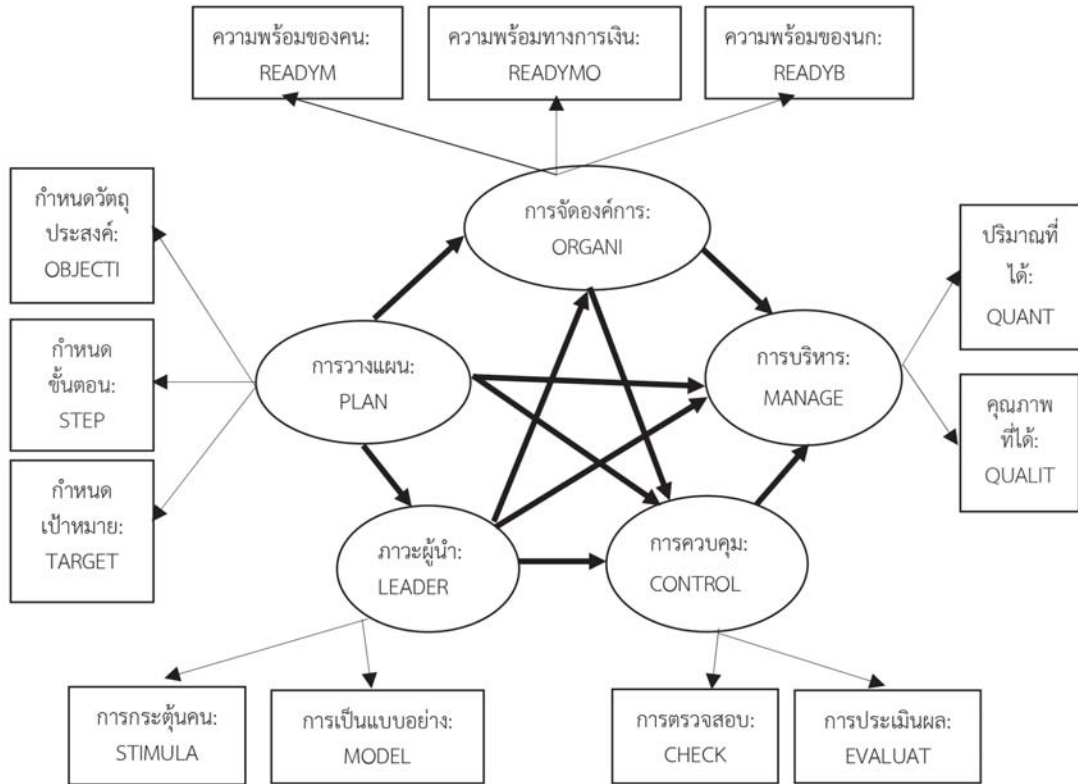 ความพร้อมของคน:
READYM
ความพร้อมทางการเงิน:
READYMO
ความพร้อมของนก:
READYB
กำหนดวัตถุ
ประสงค์:
OBJECTI
การจัดองค์การ:
ORGANI
ปริมาณที่
ได้:
QUANT
กำหนด
ขั้นตอน:
STEP
การวางแผน:
PLAN
การบริหาร:
MANAGE
คุณภาพ
ที่ได้:
QUALIT
กำหนด
เป้าหมาย:
TARGET
ภาวะผู้นำ:
LEADER
การควบคุม:
CONTROL
การกระตุ้นคน:
STIMULA
การเป็นแบบอย่าง:
MODEL
การตรวจสอบ:
CHECK
การประเมินผล:
EVALUAT